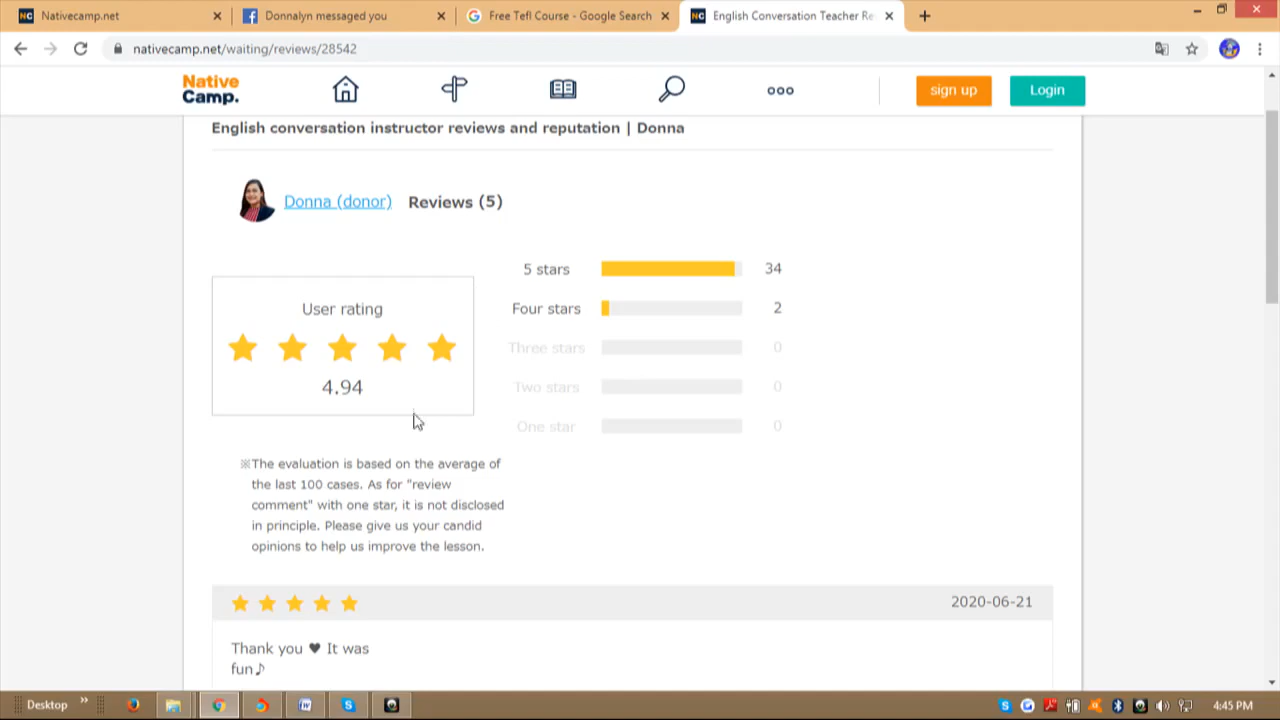 Nativecamp.net
Donnalyn messaged you
Free Tefl Course - Google Search
English Conversation Teacher Re
nativecamp.net/waiting/reviews/28542
Native
Camp.
sign up
Login
English conversation instructor reviews and reputation | Donna
Donna (donor) Reviews (5)
5 stars 34
User rating
Four stars 2
Three stars 0
4.94
Two stars 0
One star 0
※The evaluation is based on the average of
the last 100 cases. As for "review
comment" with one star, it is not disclosed
in principle. Please give us your candid
opinions to help us improve the lesson.
2020-06-21
Thank you ♥ It was
fun♪
Desktop
4:45 PM